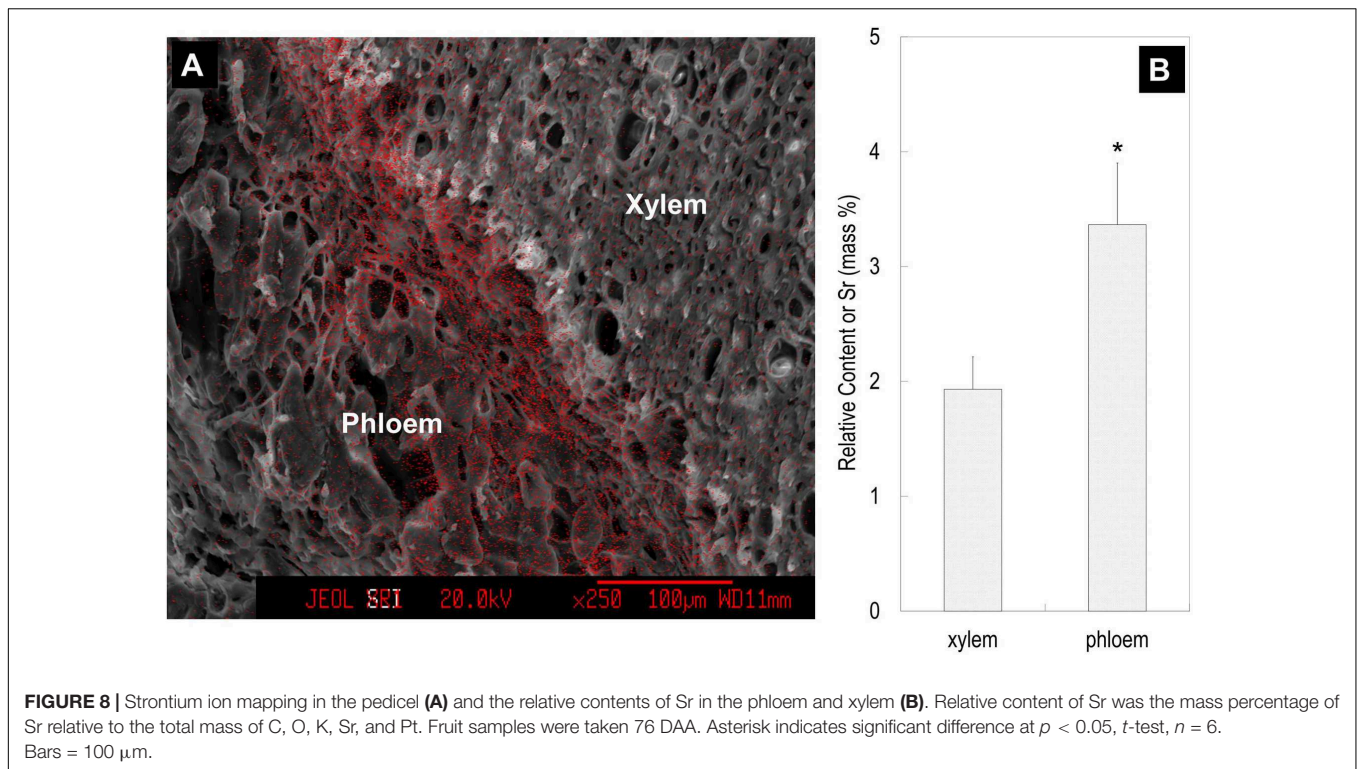 A
Xylem
Phloem
JEOL SEI 20.0kV ×250 100μm WD11mm
B
5
4
3
2
1
0
*
Relative Content or Sr (mass %)
xylem
phloem
FIGURE 8 | Strontium ion mapping in the pedicel (A) and the relative contents of Sr in the phloem and xylem (B). Relative content of Sr was the mass percentage of
Sr relative to the total mass of C, O, K, Sr, and Pt. Fruit samples were taken 76 DAA. Asterisk indicates significant difference at p < 0.05, t-test, n = 6.
Bars = 100 μm.